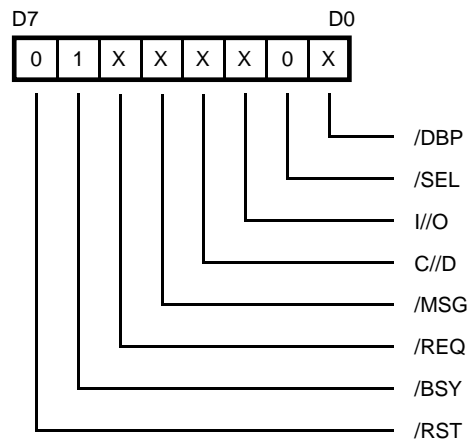 D7 D0
0 1 X X X X 0 X
/DBP
/SEL
I//O
C//D
/MSG
/REQ
/BSY
/RST